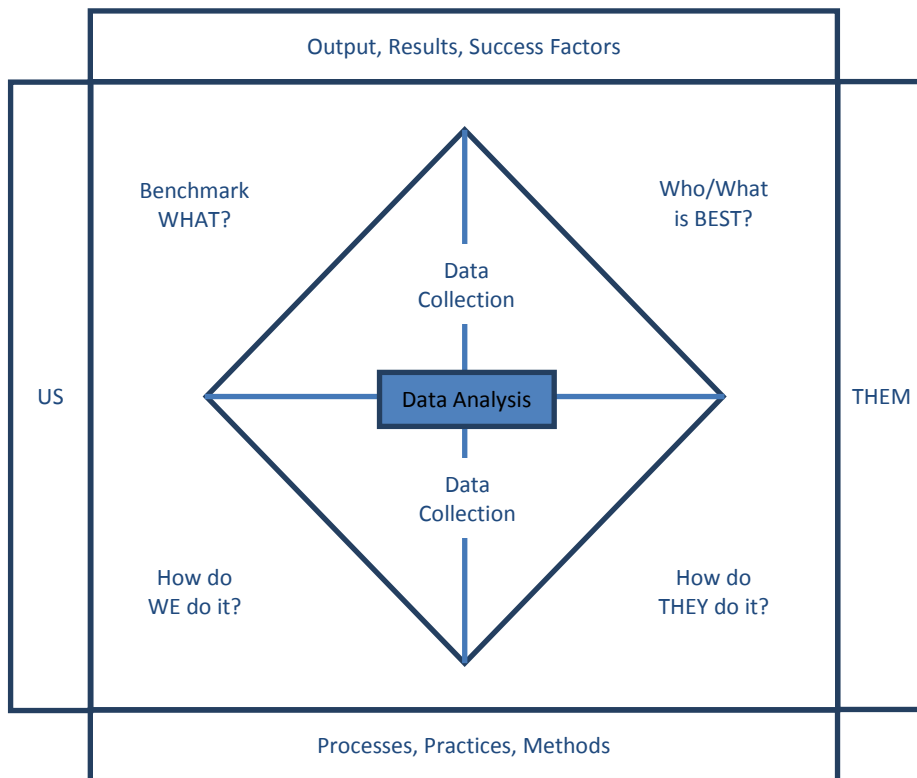 Output, Results, Success Factors
Benchmark
WHAT?
Who/What
is BEST?
Data
Collection
US
Data Analysis
THEM
Data
Collection
How do
WE do it?
How do
THEY do it?
Processes, Practices, Methods